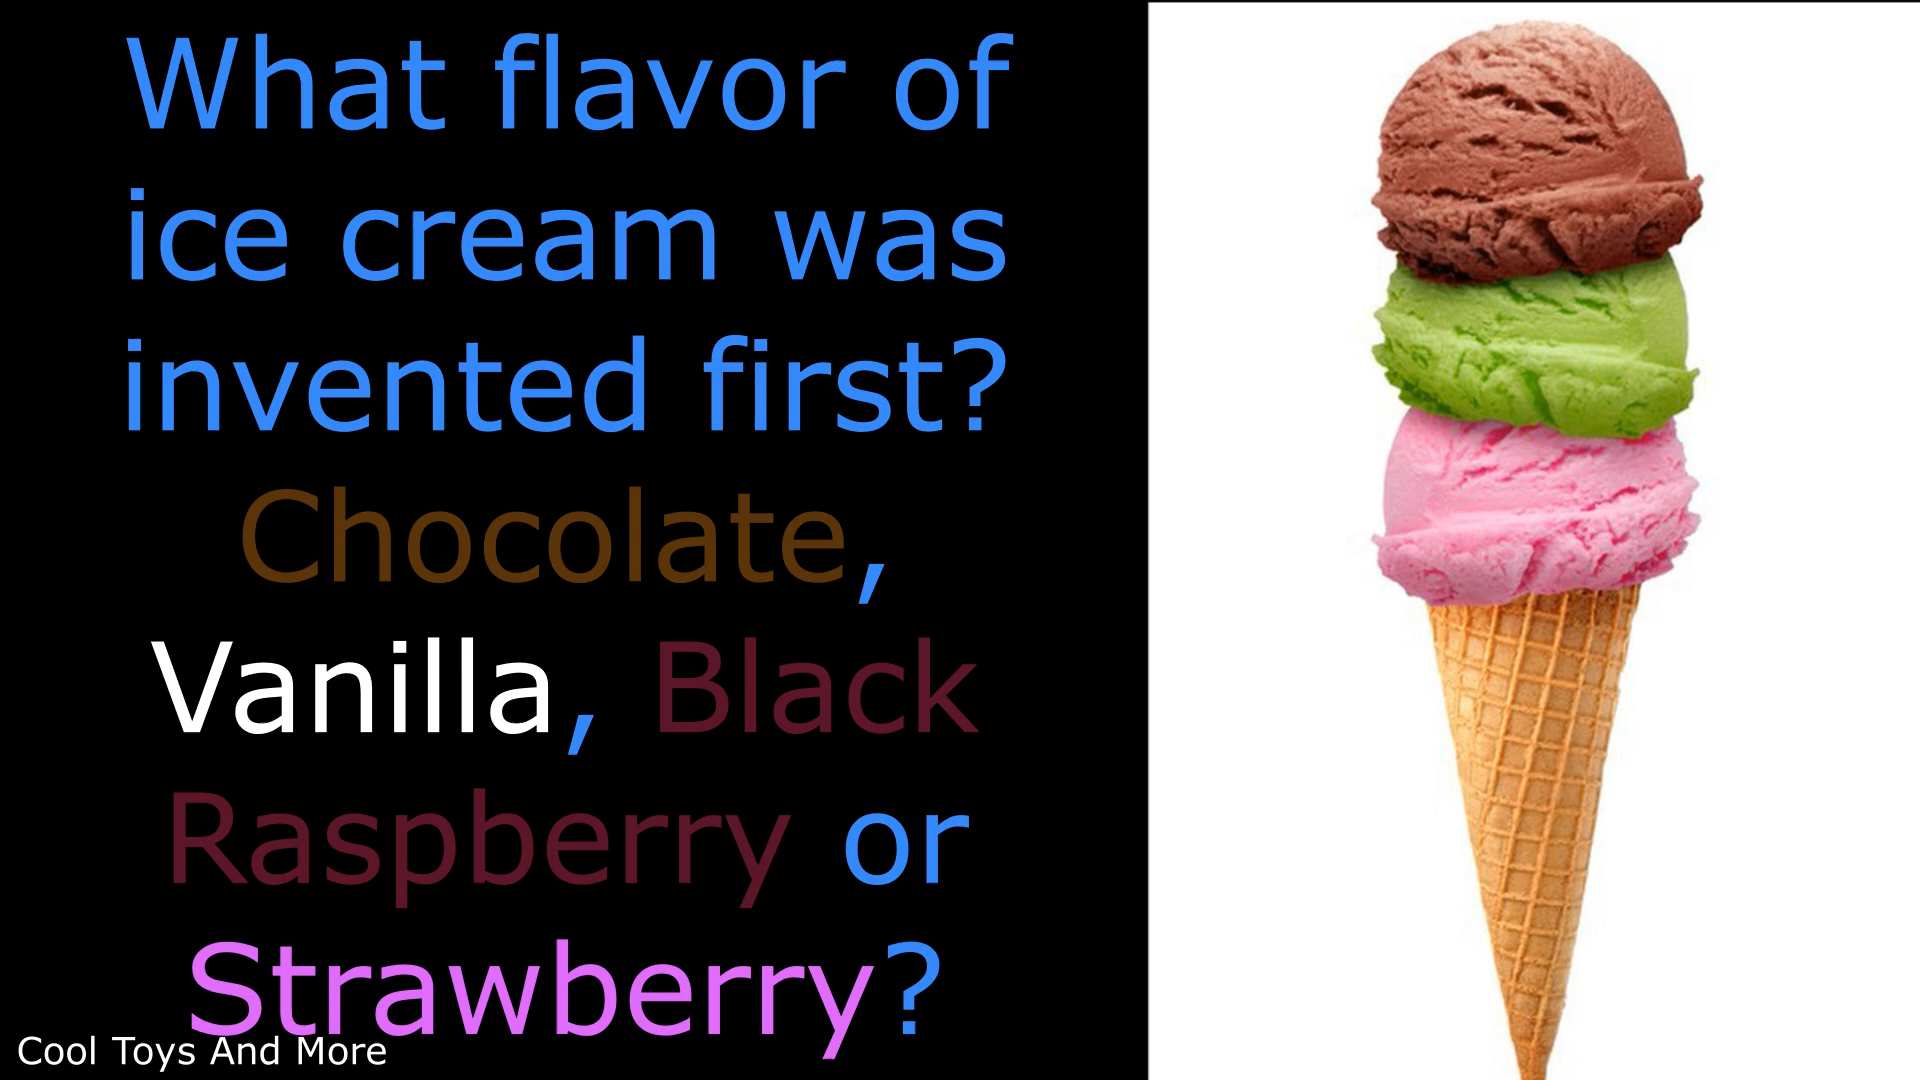 What flavor of
ice cream was
invented first?
Chocolate,
Vanilla, Black
Raspberry or
Strawberry?
Cool Toys And More